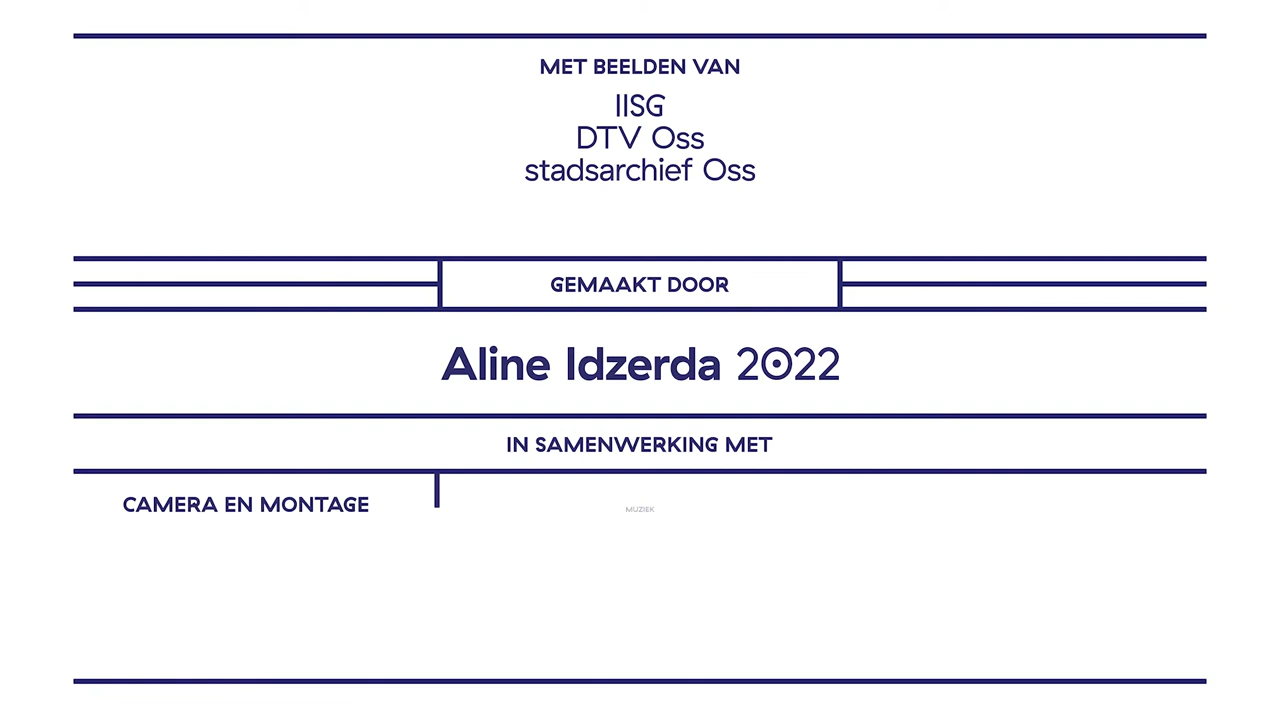 MET BEELDEN VAN
IISG
DTV Oss
stadsarchief Oss
GEMAAKT DOOR
Aline Idzerda 2022
IN SAMENWERKING MET
CAMERA EN MONTAGE
MUZIEK